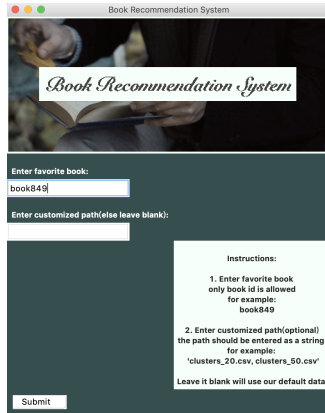 Book Recommendation System
Book Recommendation System
Enter favorite book:
book849
Enter customized path(else leave blank):
Instructions:
1. Enter favorite book
only book id is allowed
for example:
book849
2. Enter customized path(optional)
the path should be entered as a string
for example:
'clusters_20.csv, clusters_50.csv'
Leave it blank will use our default data
Submit